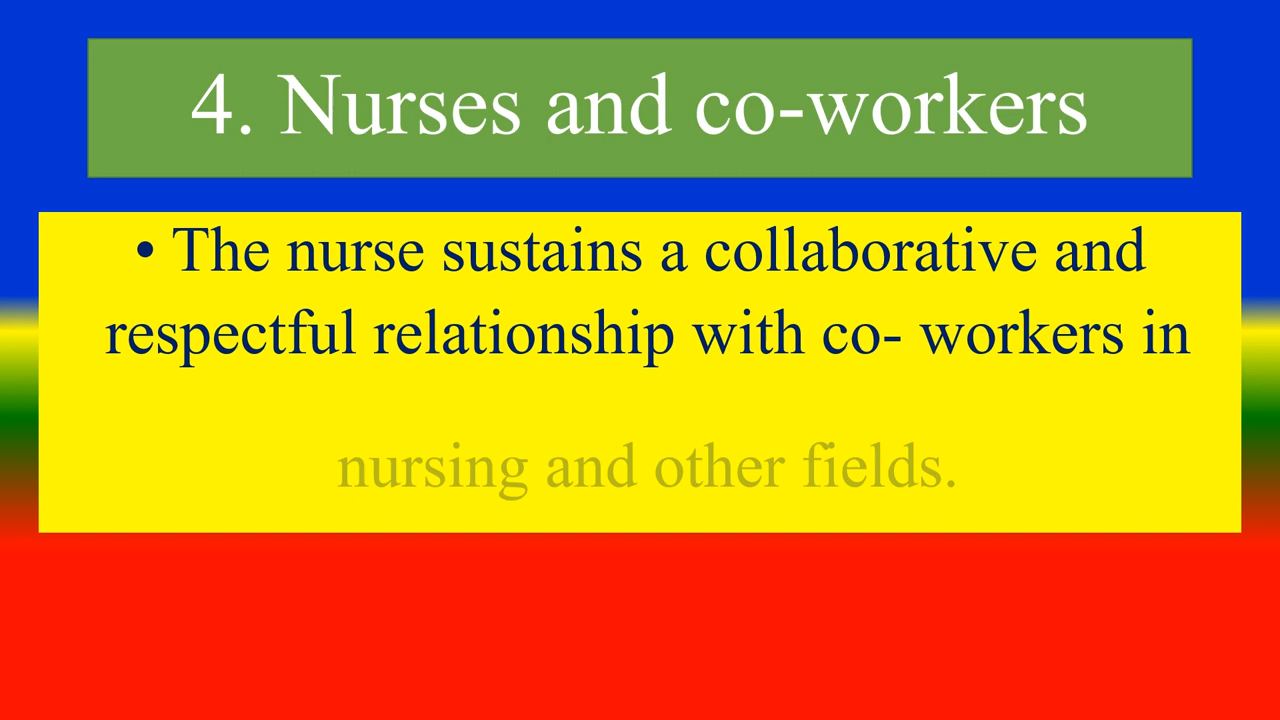 4. Nurses and co-workers
• The nurse sustains a collaborative and
respectful relationship with co- workers in
nursing and other fields.